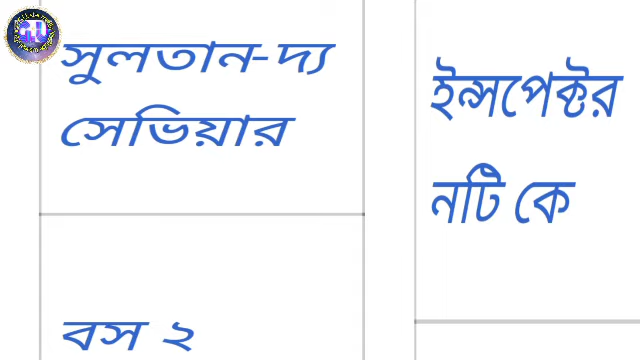 সুলতান-দ্য
সেভিয়ার
বস ২
ইন্সপেক্টর
নটি কে